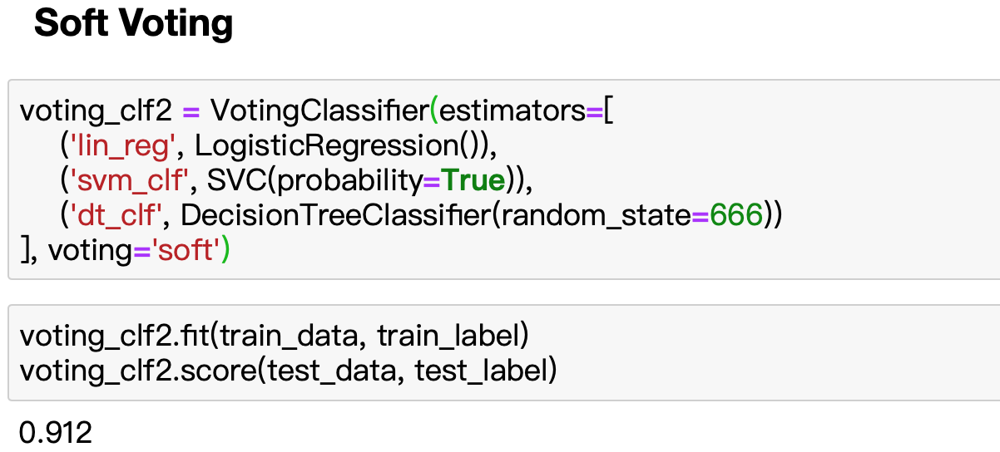 Soft Voting
voting_clf2 = VotingClassifier(estimators=[
    ('lin_reg', LogisticRegression()),
    ('svm_clf', SVC(probability=True)),
    ('dt_clf', DecisionTreeClassifier(random_state=666))
], voting='soft')
voting_clf2.fit(train_data, train_label)
voting_clf2.score(test_data, test_label)
0.912